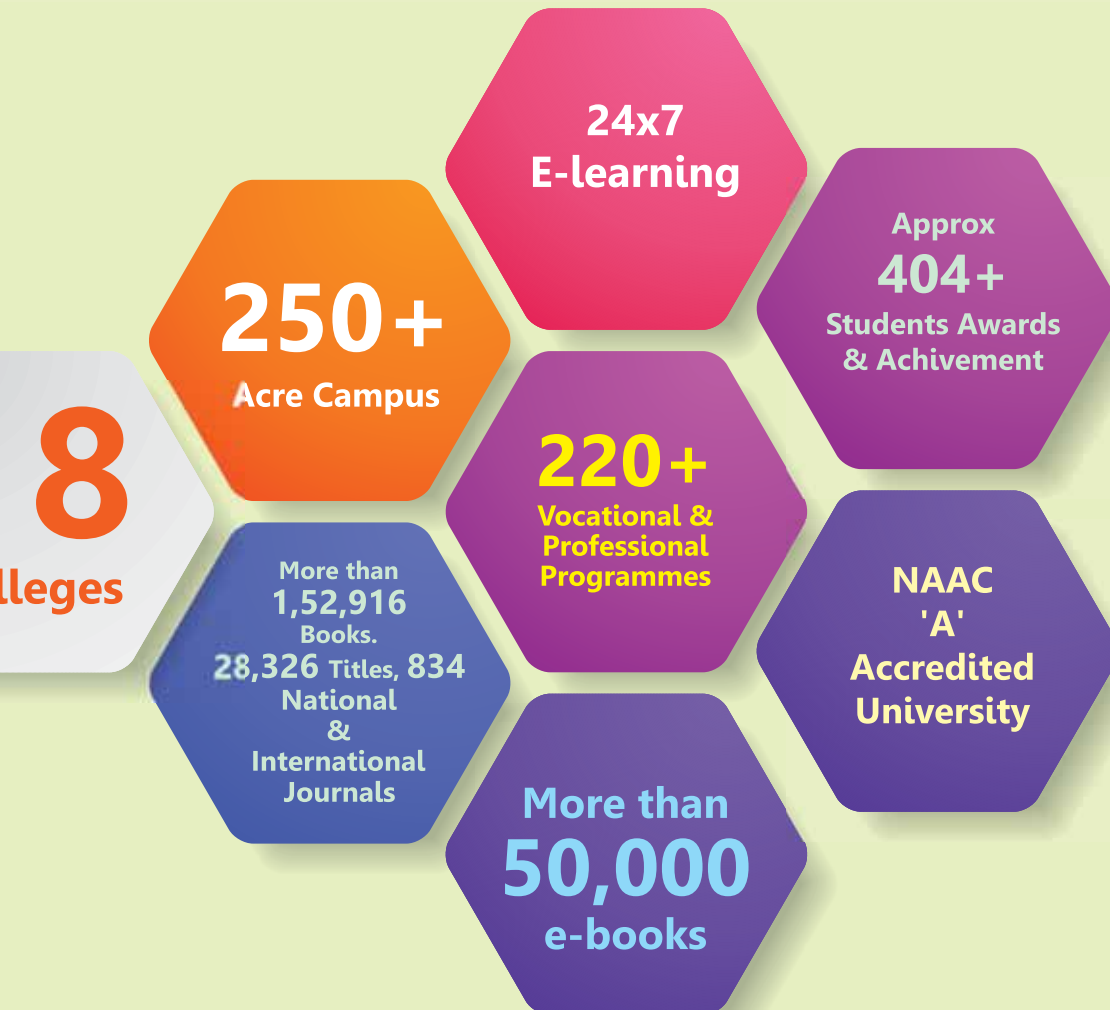 24x7
E-learning
Approx
404+
Students Awards
& Achivement
250+
Acre Campus
8
lleges
220+
Vocational &
Professional
Programmes
More than
1,52,916
Books.
28,326 Titles, 834
National
&
International
Journals
NAAC
'A'
Accredited
University
More than
50,000
e-books